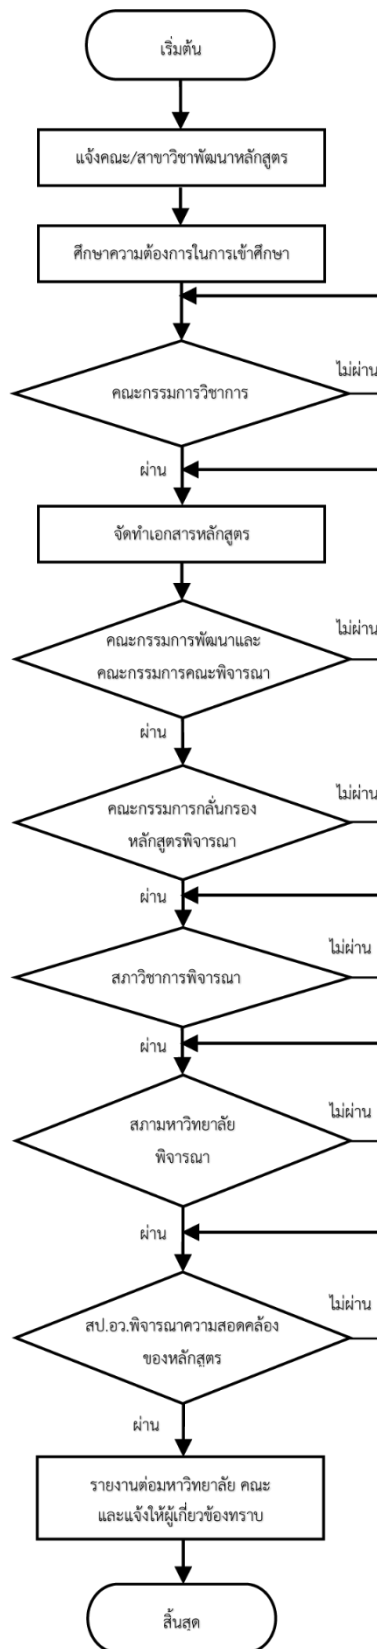 เริ่มต้น
แจ้งคณะ/สาขาวิชาพัฒนาหลักสูตร
ศึกษาความต้องการในการเข้าศึกษา
ไม่ผ่าน
คณะกรรมการวิชาการ
ผ่าน
จัดทำเอกสารหลักสูตร
ไม่ผ่าน
คณะกรรมการพัฒนาและ
คณะกรรมการคณะพิจารณา
ผ่าน
ไม่ผ่าน
คณะกรรมการกลั่นกรอง
หลักสูตรพิจารณา
ผ่าน
ไม่ผ่าน
สภาวิชาการพิจารณา
ผ่าน
ไม่ผ่าน
สภามหาวิทยาลัย
พิจารณา
ผ่าน
ไม่ผ่าน
สป.อว.พิจารณาความสอดคล้อง
ของหลักสูตร
ผ่าน
รายงานต่อมหาวิทยาลัย คณะ
และแจ้งให้ผู้เกี่ยวข้องทราบ
สิ้นสุด